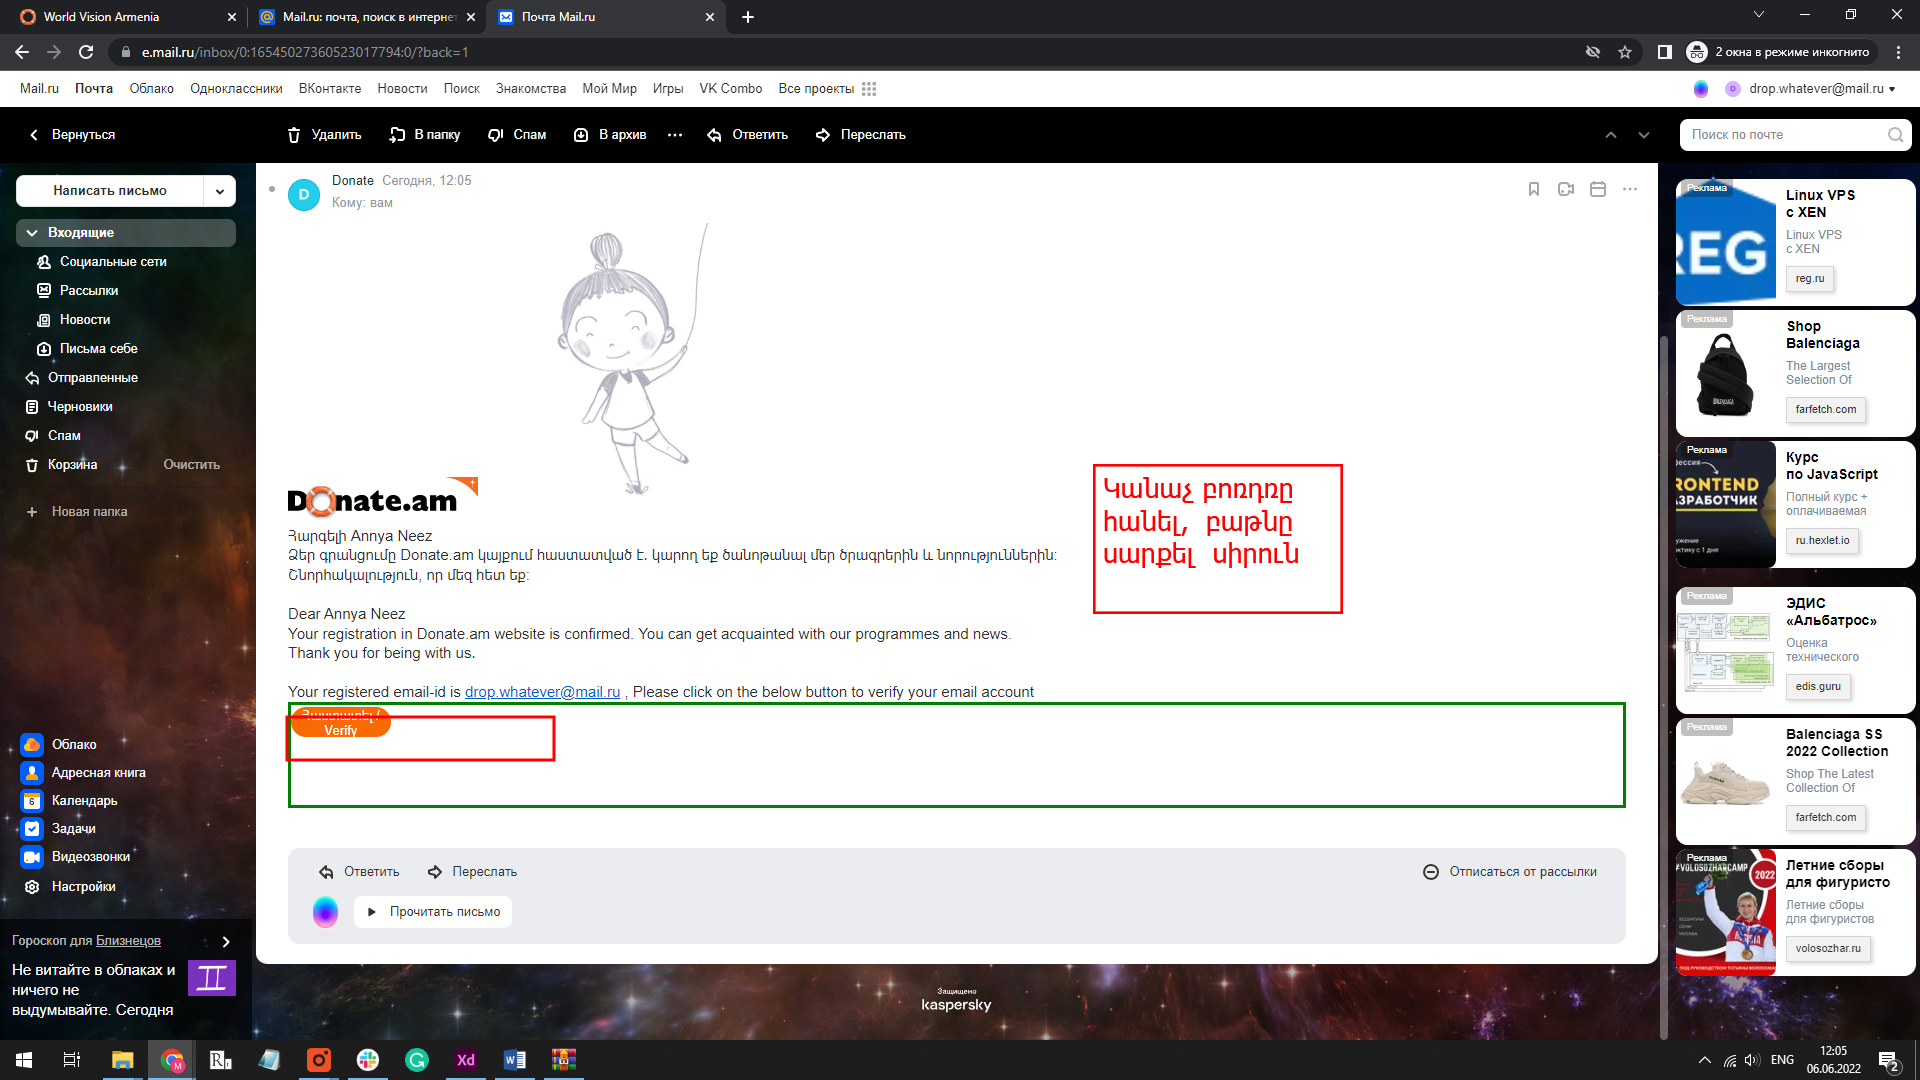 World Vision Armenia
Mail.ru: почта, поиск в интернет
Почта Mail.ru
e.mail.ru/inbox/0:16545027360523017794:0/?back=1
2 окна в режиме инкогнито
Mail.ru Почта Облако Одноклассники ВКонтакте Новости Поиск Знакомства Мой Мир Игры VK Combo Все проекты
drop.whatever@mail.ru
Вернуться
Удалить В папку Спам В архив Ответить Переслать
Поиск по почте
Написать письмо
Входящие
Социальные сети
Рассылки
Новости
Письма себе
Отправленные
Черновики
Спам
Корзина Очистить
Новая папка
Облако
Адресная книга
6 Календарь
Задачи
Видеозвонки
Настройки
Гороскоп для Близнецов
Не витайте в облаках и
ничего не
выдумывайте. Сегодня
D
Donate Сегодня, 12:05
Кому: вам
Donate.am
Հարգելի Annya Neez
Ձեր գրանցումը Donate.am կայքում հաստատված է. կարող եք ծանոթանալ մեր ծրագրերին և նորություններին:
Շնորհակալություն, որ մեզ հետ եք:
Dear Annya Neez
Your registration in Donate.am website is confirmed. You can get acquainted with our programmes and news.
Thank you for being with us.
Your registered email-id is drop.whatever@mail.ru , Please click on the below button to verify your email account
Հաստատել /
Verify
Կանաչ բոռդռը
հանել, բաթնը
սարքել սիրուն
Ответить Переслать
Отписаться от рассылки
Прочитать письмо
Защищено
kaspersky
Реклама
REG
Linux VPS
с XEN
Linux VPS
с XEN
reg.ru
Реклама
BALENCIAGA
Shop
Balenciaga
The Largest
Selection Of
farfetch.com
Реклама
FRONTEND
Курс
по JavaScript
Полный курс +
оплачиваемая
ru.hexlet.io
Реклама
ЭДИС
«Альбатрос»
Оценка
технического
edis.guru
Реклама
Balenciaga SS
2022 Collection
Shop The Latest
Collection Of
farfetch.com
Реклама
#VOLOSOZHARCAMP
2022
Летние сборы
для фигуристо
Летние сборы
для фигуристов
volosozhar.ru
ENG
12:05
06.06.2022
2